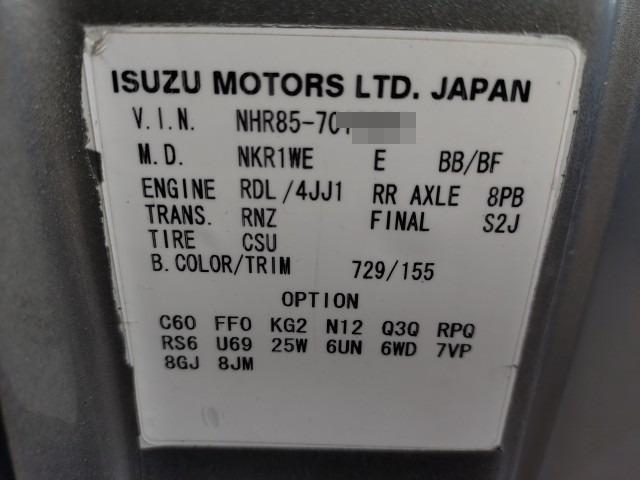 ISUZU MOTORS LTD. JAPAN
V.I.N. NHR85-70
M.D. NKR1WE E BB/BF
ENGINE RDL/4JJ1 RR AXLE 8PB
TRANS. RNZ FINAL S2J
TIRE CSU
B.COLOR/TRIM 729/155
OPTION
C60 FF0 KG2 N12 Q3Q RPQ
RS6 U69 25W 6UN 6WD 7VP
8GJ 8JM